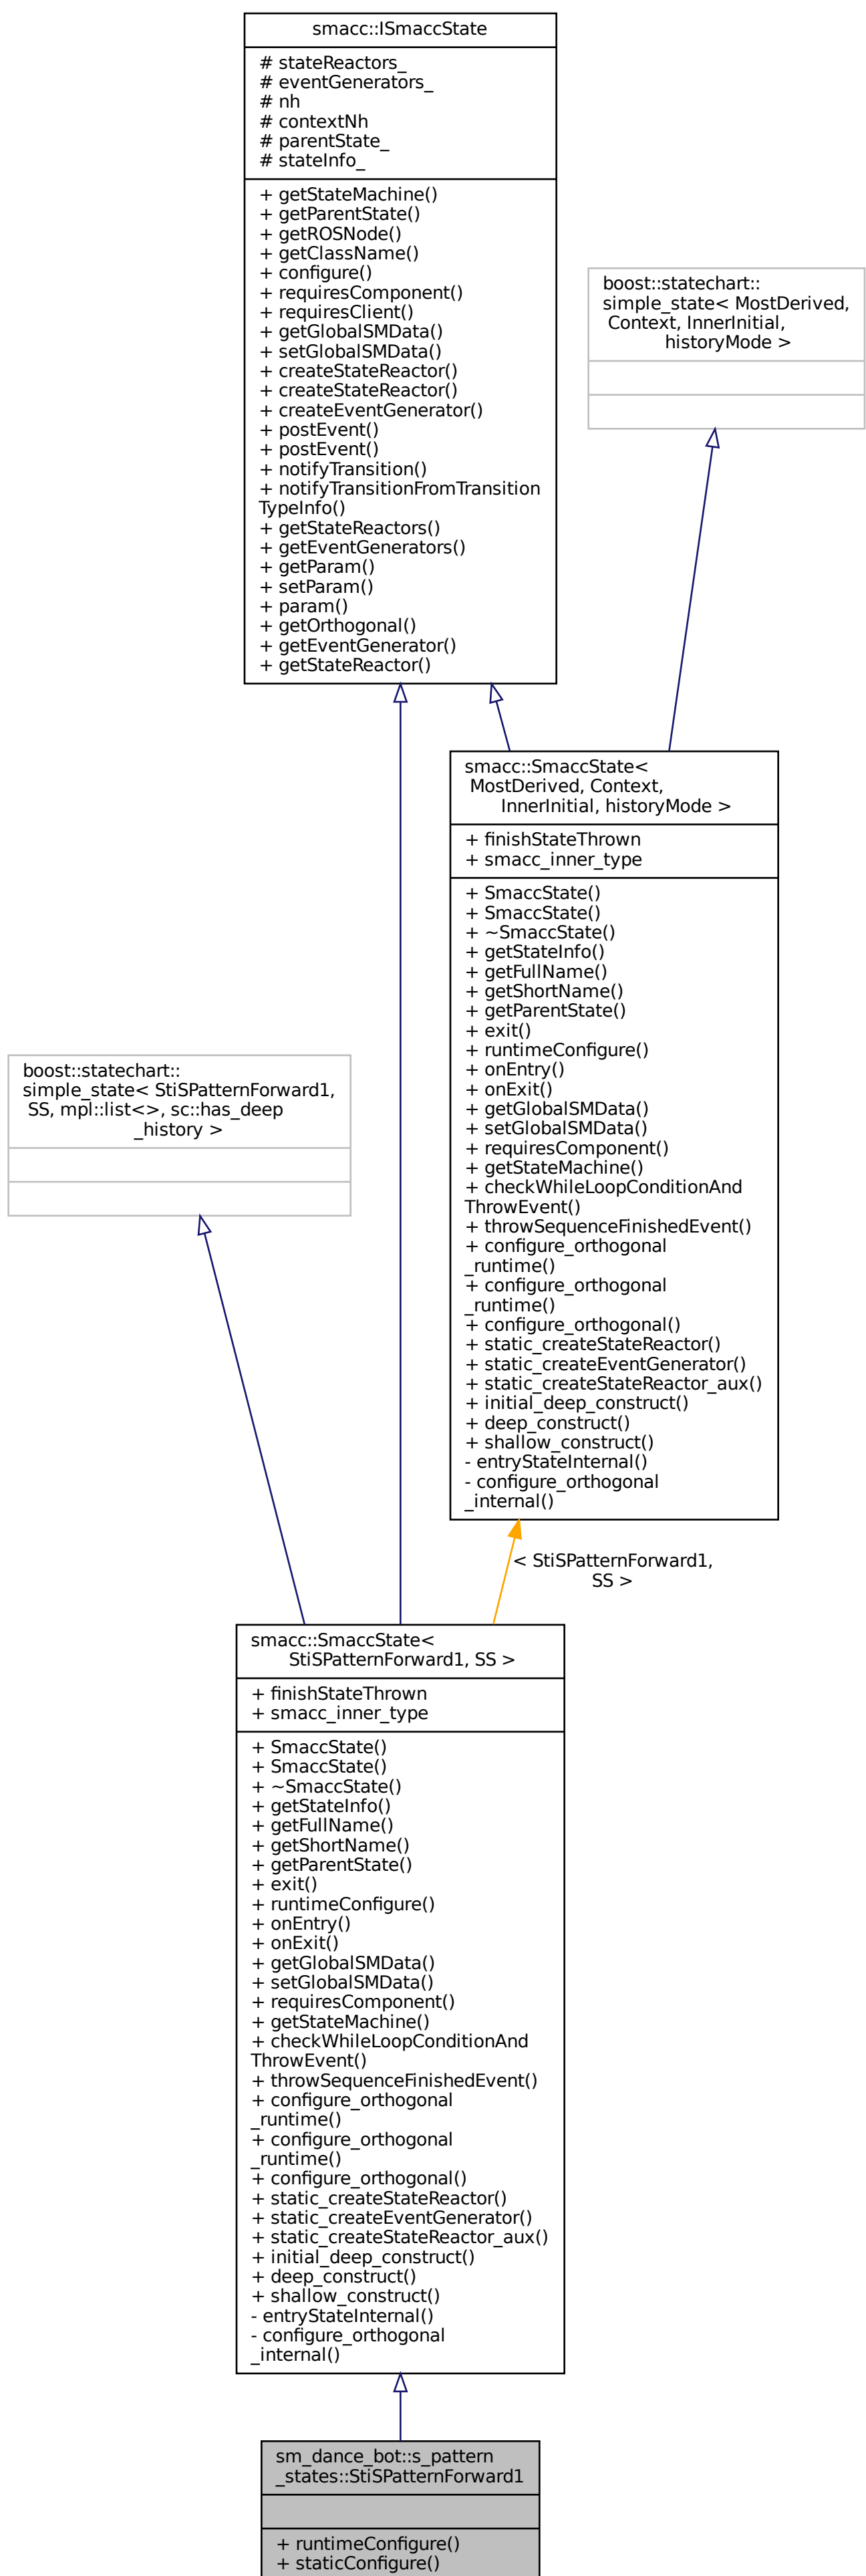 smacc::ISmaccState
# stateReactors_
# eventGenerators_
# nh
# contextNh
# parentState_
# stateInfo_
+ getStateMachine()
+ getParentState()
+ getROSNode()
+ getClassName()
+ configure()
+ requiresComponent()
+ requiresClient()
+ getGlobalSMData()
+ setGlobalSMData()
+ createStateReactor()
+ createStateReactor()
+ createEventGenerator()
+ postEvent()
+ postEvent()
+ notifyTransition()
+ notifyTransitionFromTransition
TypeInfo()
+ getStateReactors()
+ getEventGenerators()
+ getParam()
+ setParam()
+ param()
+ getOrthogonal()
+ getEventGenerator()
+ getStateReactor()
boost::statechart::
simple_state< MostDerived,
Context, InnerInitial,
historyMode >
smacc::SmaccState<
MostDerived, Context,
InnerInitial, historyMode >
+ finishStateThrown
+ smacc_inner_type
+ SmaccState()
+ SmaccState()
+ ~SmaccState()
+ getStateInfo()
+ getFullName()
+ getShortName()
+ getParentState()
+ exit()
+ runtimeConfigure()
+ onEntry()
+ onExit()
+ getGlobalSMData()
+ setGlobalSMData()
+ requiresComponent()
+ getStateMachine()
+ checkWhileLoopConditionAnd
ThrowEvent()
+ throwSequenceFinishedEvent()
+ configure_orthogonal
_runtime()
+ configure_orthogonal
_runtime()
+ configure_orthogonal()
+ static_createStateReactor()
+ static_createEventGenerator()
+ static_createStateReactor_aux()
+ initial_deep_construct()
+ deep_construct()
+ shallow_construct()
- entryStateInternal()
- configure_orthogonal
_internal()
boost::statechart::
simple_state< StiSPatternForward1,
SS, mpl::list<>, sc::has_deep
_history >
< StiSPatternForward1,
SS >
smacc::SmaccState<
StiSPatternForward1, SS >
+ finishStateThrown
+ smacc_inner_type
+ SmaccState()
+ SmaccState()
+ ~SmaccState()
+ getStateInfo()
+ getFullName()
+ getShortName()
+ getParentState()
+ exit()
+ runtimeConfigure()
+ onEntry()
+ onExit()
+ getGlobalSMData()
+ setGlobalSMData()
+ requiresComponent()
+ getStateMachine()
+ checkWhileLoopConditionAnd
ThrowEvent()
+ throwSequenceFinishedEvent()
+ configure_orthogonal
_runtime()
+ configure_orthogonal
_runtime()
+ configure_orthogonal()
+ static_createStateReactor()
+ static_createEventGenerator()
+ static_createStateReactor_aux()
+ initial_deep_construct()
+ deep_construct()
+ shallow_construct()
- entryStateInternal()
- configure_orthogonal
_internal()
sm_dance_bot::s_pattern
_states::StiSPatternForward1
+ runtimeConfigure()
+ staticConfigure()